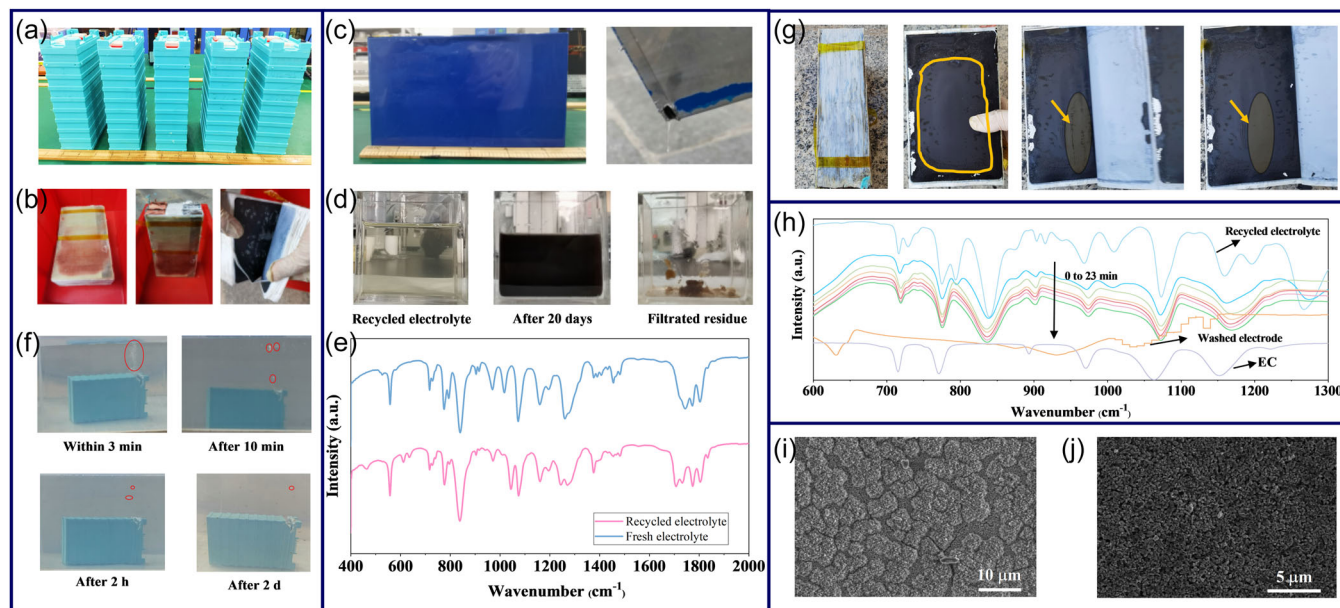 (a)
(b)
(f)
Within 3 min
After 10 min
After 2 h
After 2 d
(c)
(d)
Recycled electrolyte
After 20 days
Filtrated residue
(e)
Intensity (a.u.)
Recycled electrolyte
Fresh electrolyte
400 600 800 1000 1200 1400 1600 1800 2000
Wavenumber (cm⁻¹)
(g)
(h)
Intensity (a.u.)
Recycled electrolyte
0 to 23 min
Washed electrode
EC
600 700 800 900 1000 1100 1200 1300
Wavenumber (cm⁻¹)
(i)
10 μm
(j)
5 μm